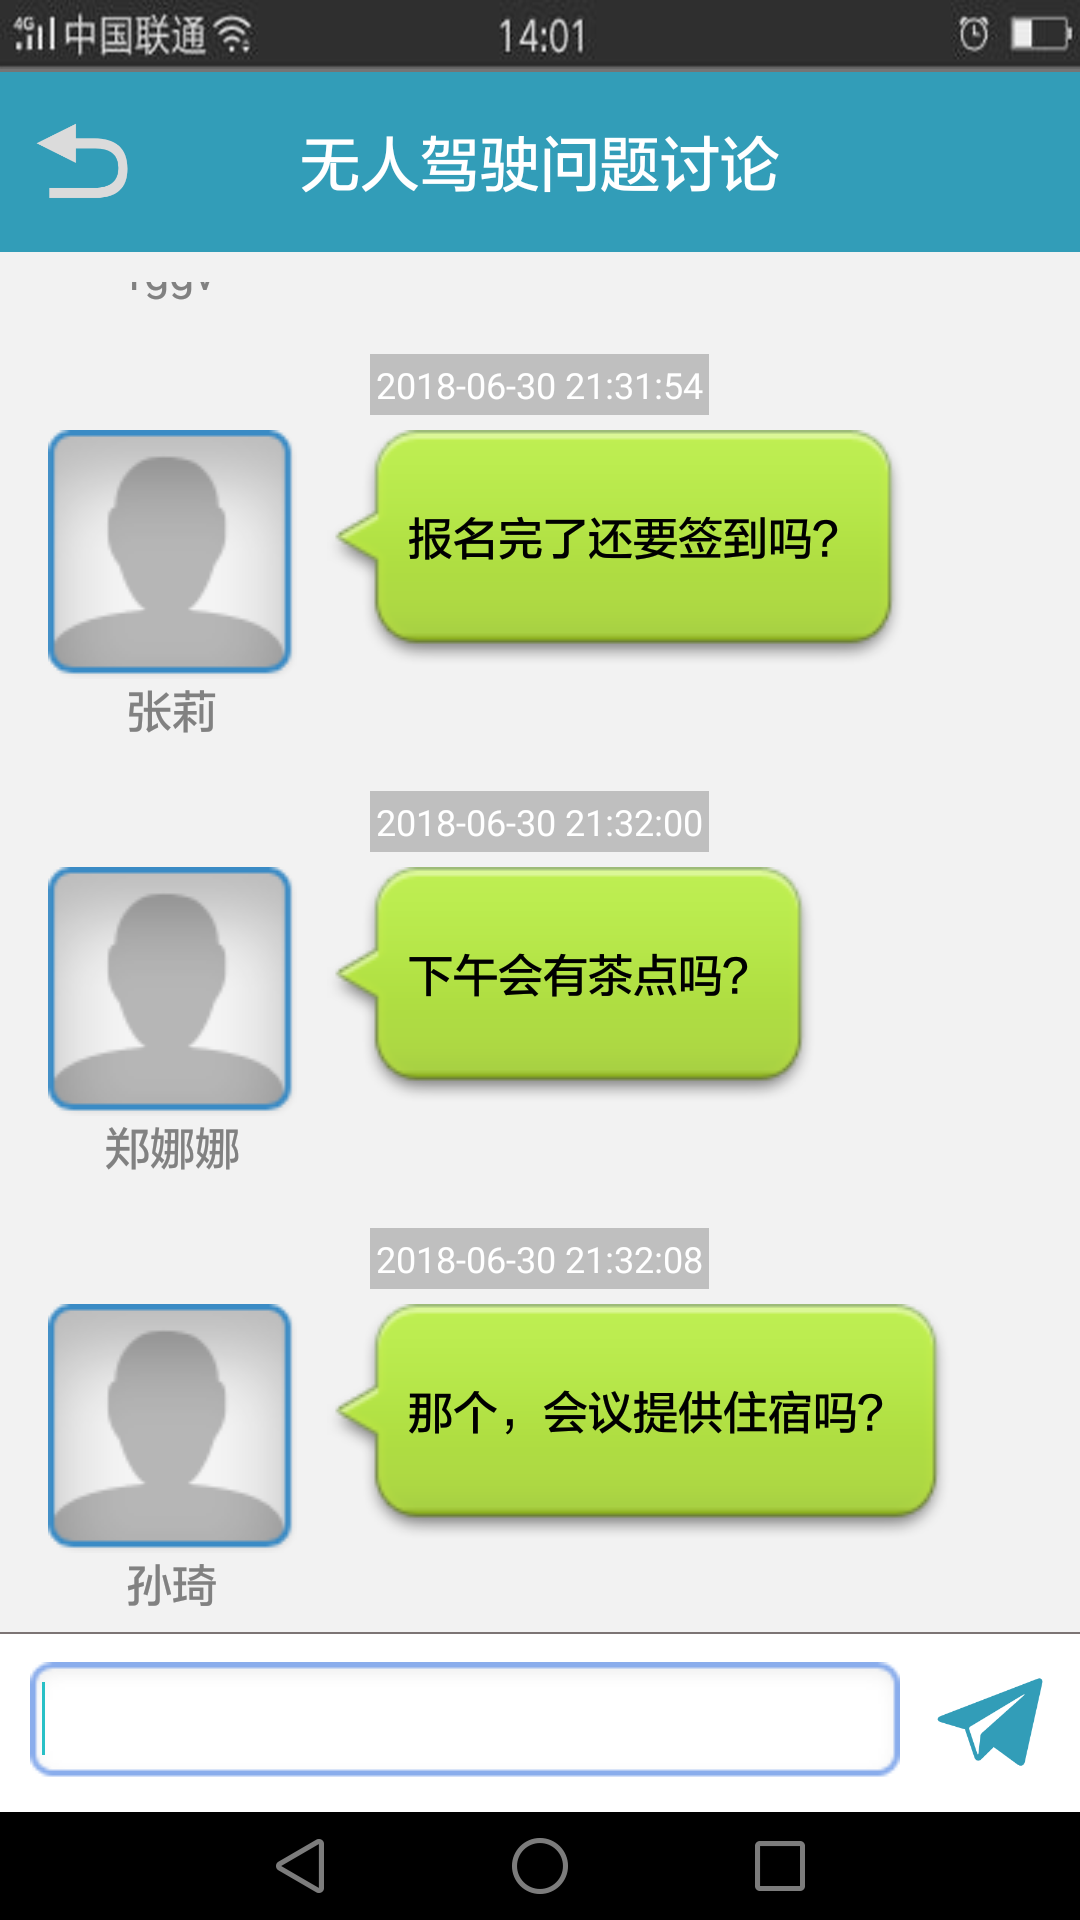 4G 中国联通 14:01
无人驾驶问题讨论
2018-06-30 21:31:54
报名完了还要签到吗?
张莉
2018-06-30 21:32:00
下午会有茶点吗?
郑娜娜
2018-06-30 21:32:08
那个，会议提供住宿吗?
孙琦